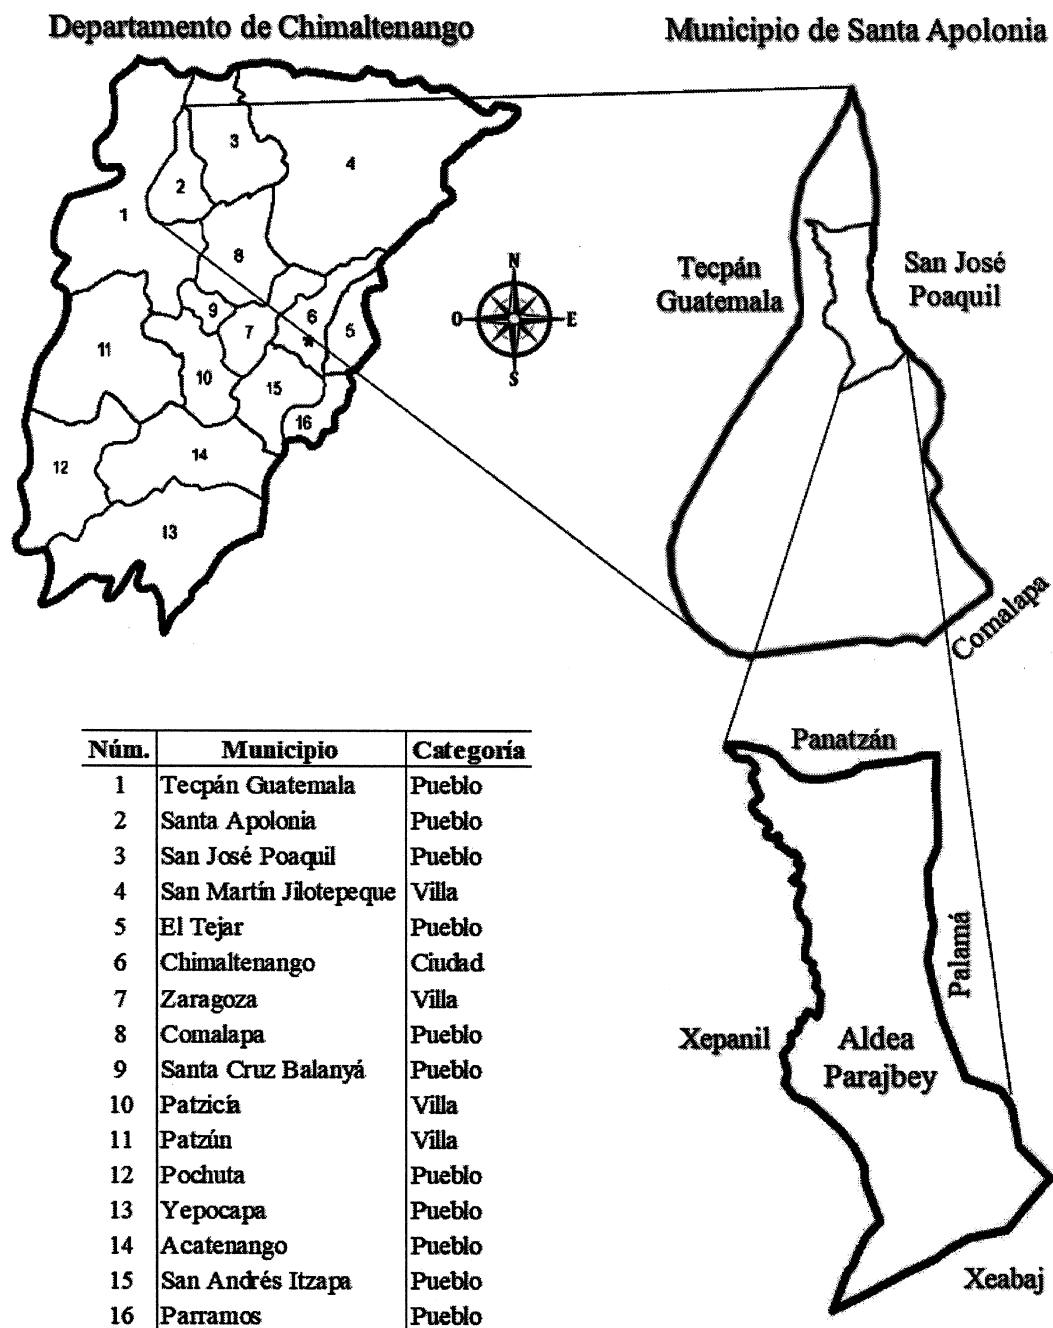 Departamento de Chimaltenango
Municipio de Santa Apolonia
1
2
3
4
5
6
*
7
8
9
10
11
12
13
14
15
16
N
O
E
S
Tecpán
Guatemala
San José
Poaquil
Comalapa
Núm. Municipio Categoría
1 Tecpán Guatemala Pueblo
2 Santa Apolonia Pueblo
3 San José Poaquil Pueblo
4 San Martín Jilotepeque Villa
5 El Tejar Pueblo
6 Chimaltenango Ciudad
7 Zaragoza Villa
8 Comalapa Pueblo
9 Santa Cruz Balanyá Pueblo
10 Patzicía Villa
11 Patzún Villa
12 Pochuta Pueblo
13 Yepocapa Pueblo
14 Acatenango Pueblo
15 San Andrés Itzapa Pueblo
16 Parramos Pueblo
Panatzán
Palamá
Xepanil
Aldea
Parajbey
Xeabaj